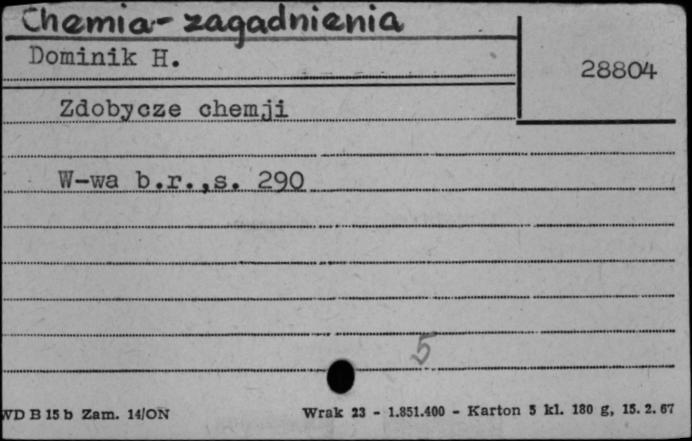 Chemia-zagadnienia
Dominik H.
28804
Zdobycze chemji
W-wa b.r.,s. 290
5
WD B 15 b Zam. 14/ON
Wrak 23 - 1.851.400 - Karton 5 kl. 180 g, 15. 2. 67